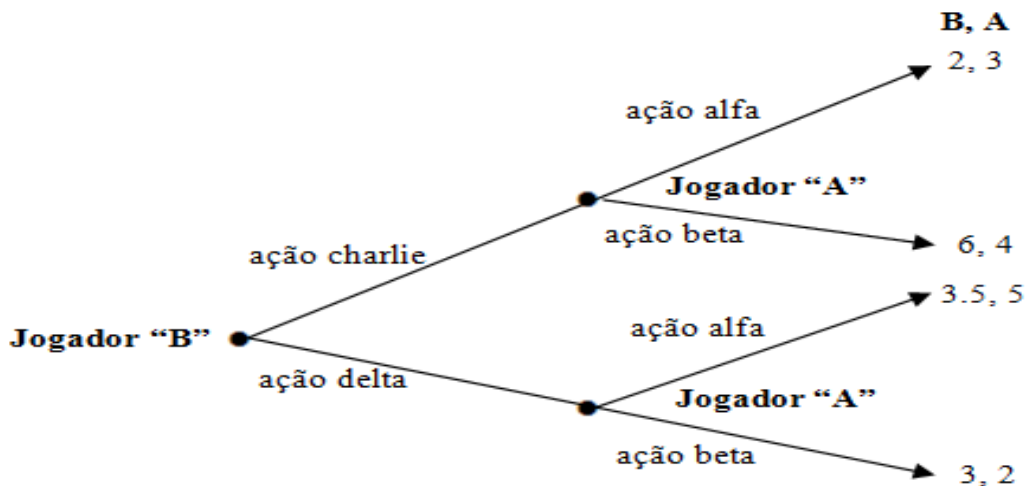 B, A
2, 3
ação alfa
Jogador “A”
ação beta
ação charlie
6, 4
3.5, 5
ação alfa
Jogador “B”
ação delta
Jogador “A”
ação beta
3, 2